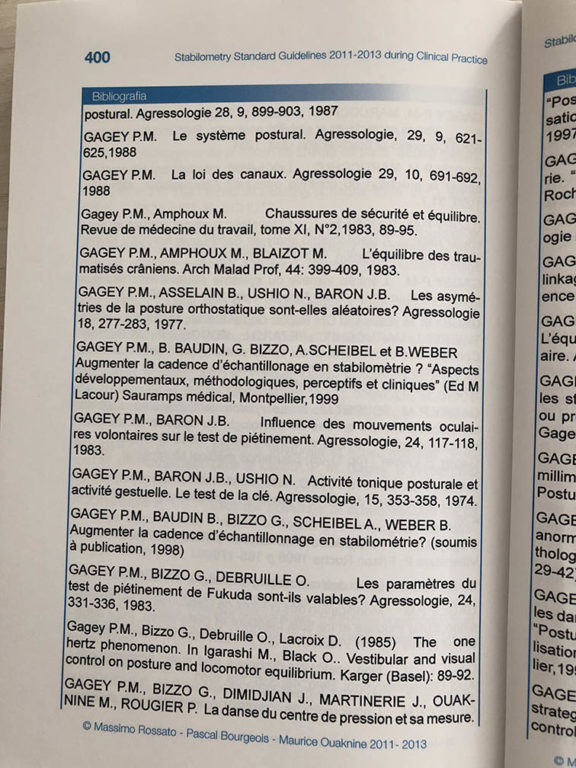 400
Stabilometry Standard Guidelines 2011-2013 during Clinical Practice
Bibliografia
postural. Agressologie 28, 9, 899-903, 1987
GAGEY P.M. Le système postural. Agressologie, 29, 9, 621-
625,1988
GAGEY P.M. La loi des canaux. Agressologie 29, 10, 691-692,
1988
Gagey P.M., Amphoux M. Chaussures de sécurité et équilibre.
Revue de médecine du travail, tome XI, N°2,1983, 89-95.
GAGEY P.M., AMPHOUX M., BLAIZOT M. L'équilibre des trau-
matisés crâniens. Arch Malad Prof, 44: 399-409, 1983.
GAGEY P.M., ASSELAIN B., USHIO N., BARON J.B. Les asymé-
tries de la posture orthostatique sont-elles aléatoires? Agressologie
18, 277-283, 1977.
GAGEY P.M., B. BAUDIN, G. BIZZO, A.SCHEIBEL et B.WEBER
Augmenter la cadence d'échantillonage en stabilomètrie ? "Aspects
développementaux, méthodologiques, perceptifs et cliniques" (Ed M
Lacour) Sauramps médical, Montpellier,1999
GAGEY P.M., BARON J.B. Influence des mouvements oculai-
res volontaires sur le test de piétinement. Agressologie, 24, 117-118,
1983.
GAGEY P.M., BARON J.B., USHIO N. Activité tonique posturale et
activité gestuelle. Le test de la clé. Agressologie, 15, 353-358, 1974.
GAGEY P.M., BAUDIN B., BIZZO G., SCHEIBEL A., WEBER B.
Augmenter la cadence d'échantillonnage en stabilométrie? (soumis
à publication, 1998)
GAGEY P.M., BIZZO G., DEBRUILLE O. Les paramètres du
test de piétinement de Fukuda sont-ils valables? Agressologie, 24,
331-336, 1983.
Gagey P.M., Bizzo G., Debruille O., Lacroix D. (1985) The one
hertz phenomenon. In Igarashi M., Black O.. Vestibular and visual
control on posture and locomotor equilibrium. Karger (Basel): 89-92.
GAGEY P.M., BIZZO G., DIMIDJIAN J., MARTINERIE J., OUAK-
NINE M., ROUGIER P. La danse du centre de pression et sa mesure.
© Massimo Rossato - Pascal Bourgeois - Maurice Ouaknine 2011- 2013